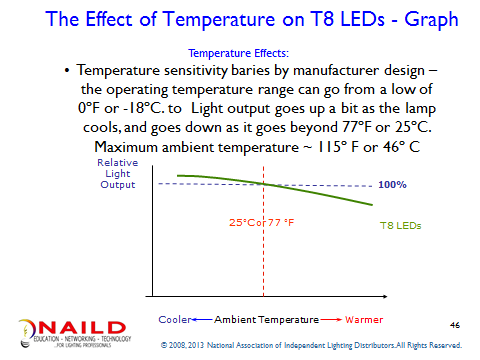 The Effect of Temperature on T8 LEDs - Graph
Temperature Effects:
• Temperature sensitivity baries by manufacturer design –
the operating temperature range can go from a low of
0°F or -18°C. to Light output goes up a bit as the lamp
cools, and goes down as it goes beyond 77°F or 25°C.
Maximum ambient temperature ~ 115° F or 46° C
Relative
Light
Output
100%
25°C or 77 °F
T8 LEDs
Cooler Ambient Temperature Warmer
NAILD
EDUCATION - NETWORKING - TECHNOLOGY
...FOR LIGHTING PROFESSIONALS
46
© 2008, 2013 National Association of Independent Lighting Distributors. All Rights Reserved.